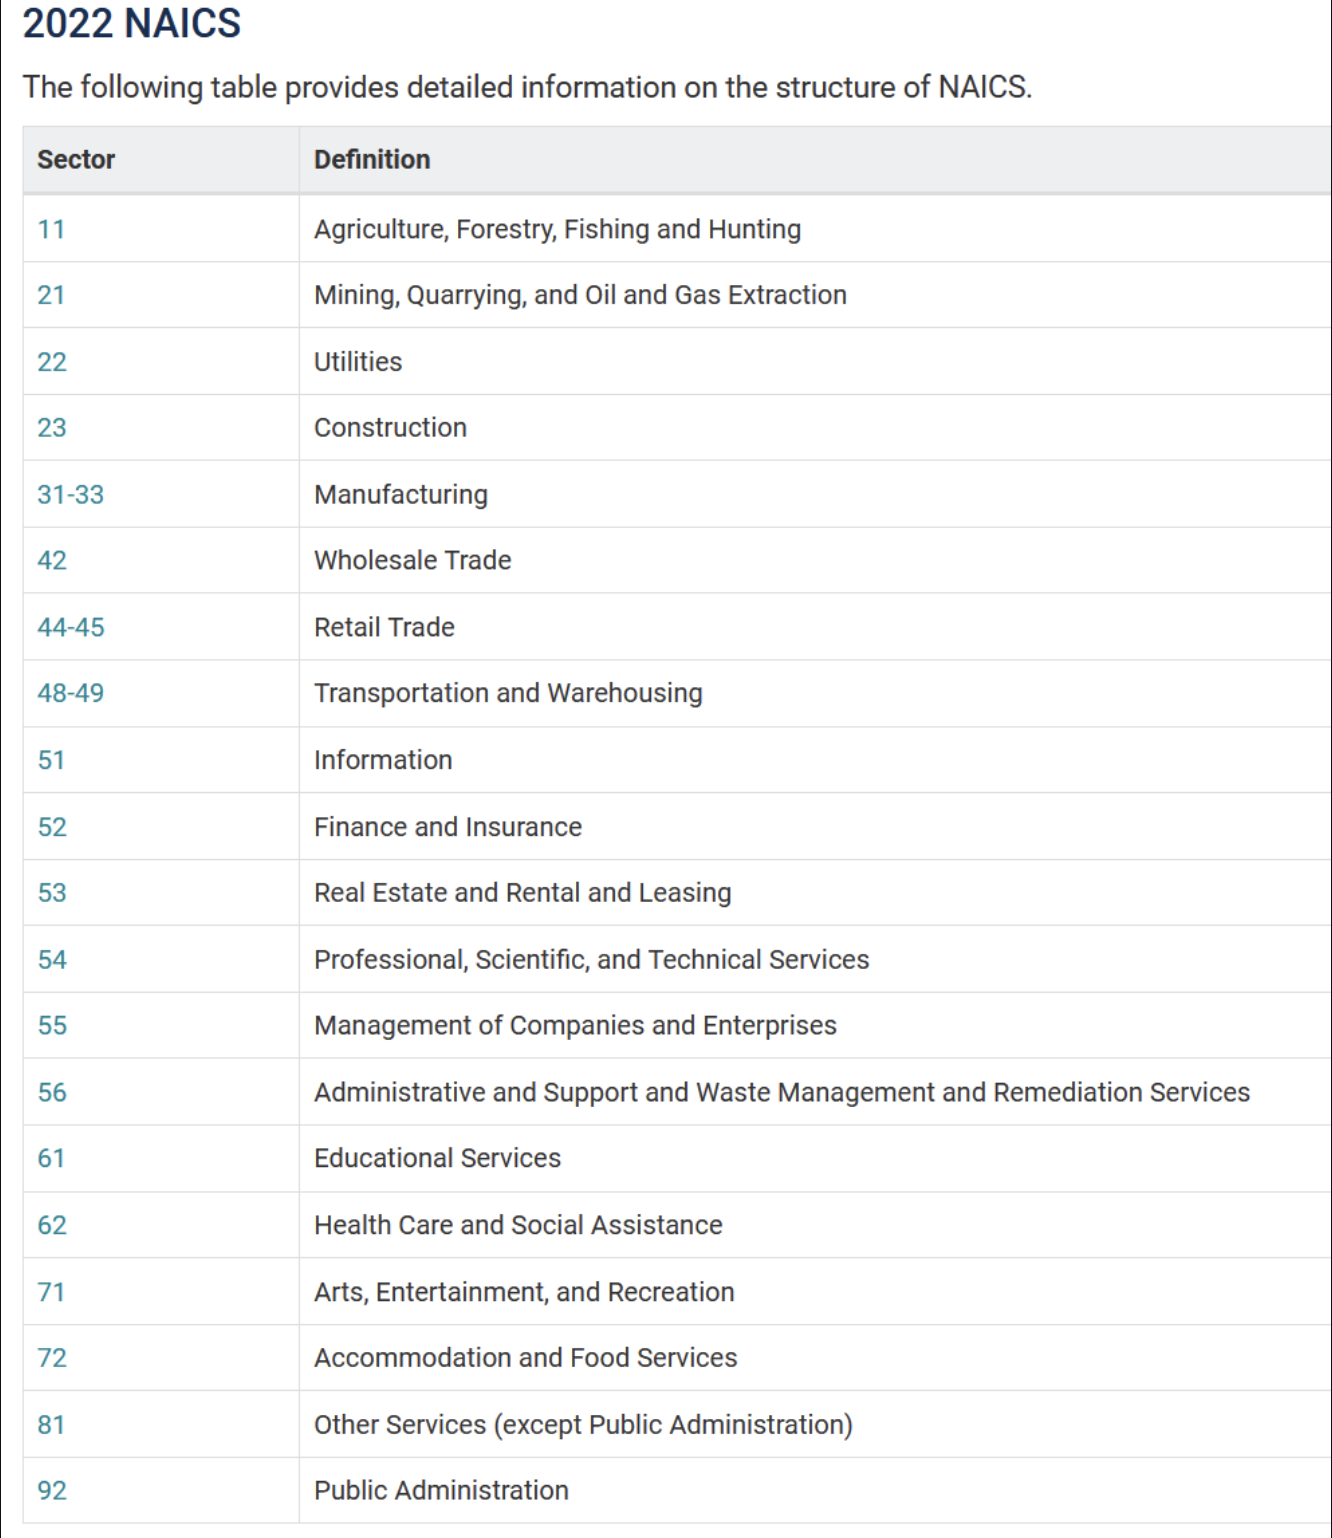 2022 NAICS
The following table provides detailed information on the structure of NAICS.
Sector Definition
11 Agriculture, Forestry, Fishing and Hunting
21 Mining, Quarrying, and Oil and Gas Extraction
22 Utilities
23 Construction
31-33 Manufacturing
42 Wholesale Trade
44-45 Retail Trade
48-49 Transportation and Warehousing
51 Information
52 Finance and Insurance
53 Real Estate and Rental and Leasing
54 Professional, Scientific, and Technical Services
55 Management of Companies and Enterprises
56 Administrative and Support and Waste Management and Remediation Services
61 Educational Services
62 Health Care and Social Assistance
71 Arts, Entertainment, and Recreation
72 Accommodation and Food Services
81 Other Services (except Public Administration)
92 Public Administration